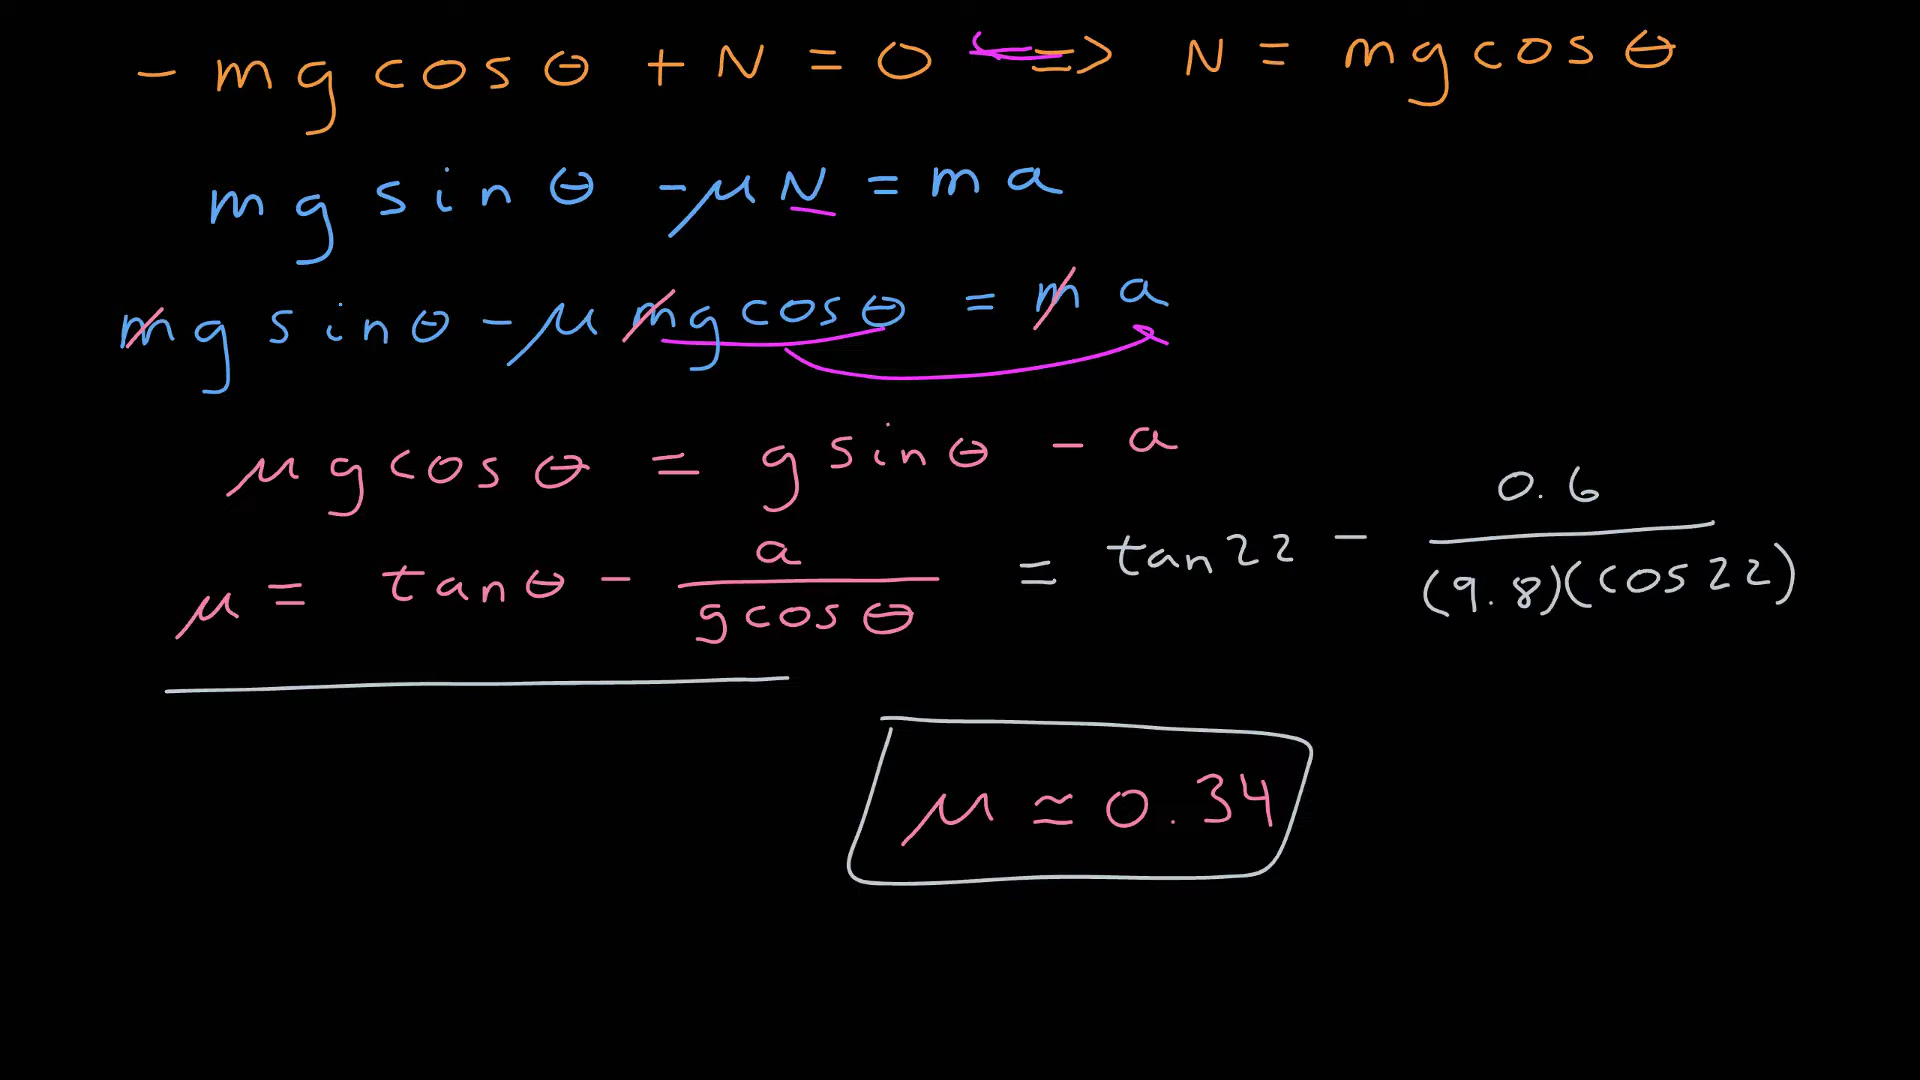 - mg cos θ + N = 0 <=> N = mg cos θ
mg sin θ - μN = ma
mg sin θ - μ mg cos θ = m a
μ g cos θ = g sin θ - a
μ = tan θ - a / (g cos θ) = tan 22 - 0.6 / ((9.8)(cos 22))
μ ≃ 0.34